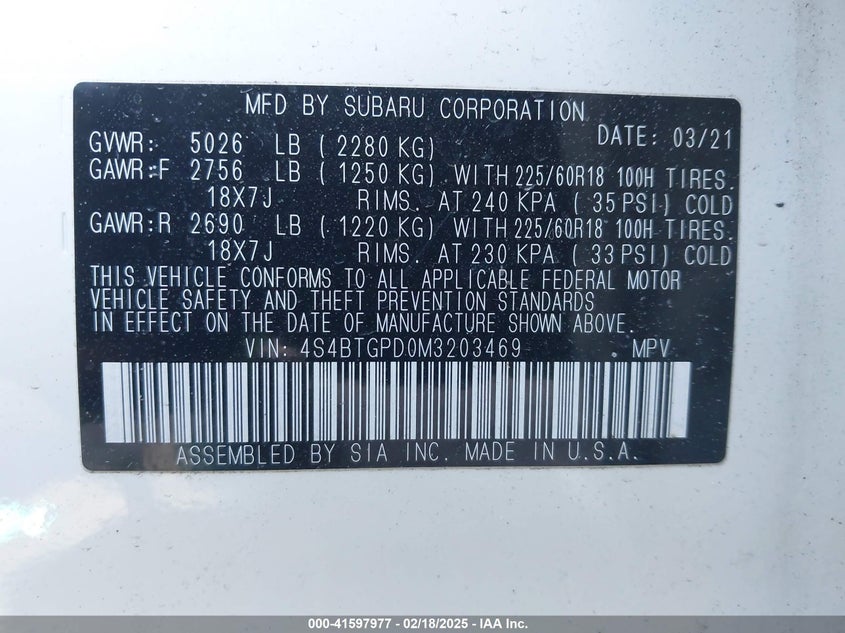 MFD BY SUBARU CORPORATION
DATE: 03/21
GVWR: 5026 LB ( 2280 KG)
GAWR:F 2756 LB ( 1250 KG) WITH 225/60R18 100H TIRES.
18X7J RIMS. AT 240 KPA ( 35 PSI) COLD
GAWR:R 2690 LB ( 1220 KG) WITH 225/60R18 100H TIRES.
18X7J RIMS. AT 230 KPA ( 33 PSI) COLD
THIS VEHICLE CONFORMS TO ALL APPLICABLE FEDERAL MOTOR
VEHICLE SAFETY AND THEFT PREVENTION STANDARDS
IN EFFECT ON THE DATE OF MANUFACTURE SHOWN ABOVE.
VIN: 4S4BTGPD0M3203469 . MPV
ASSEMBLED BY SIA INC. MADE IN U.S.A.
000-41597977 - 02/18/2025 - IAA Inc.